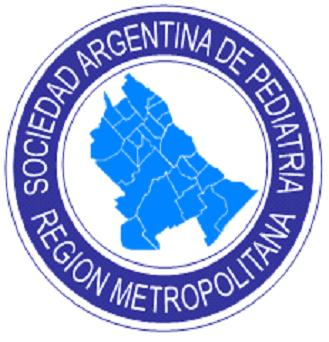 SOCIEDAD ARGENTINA DE PEDIATRIA
REGION METROPOLITANA